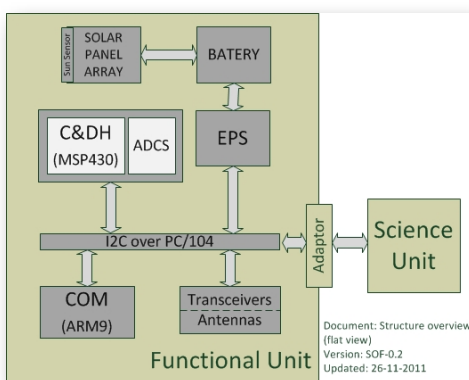 Sun Sensor
SOLAR
PANEL
ARRAY
BATERY
C&DH
(MSP430)
ADCS
EPS
I2C over PC/104
Adaptor
Science
Unit
COM
(ARM9)
Transceivers
Antennas
Functional Unit
Document: Structure overview
(flat view)
Version: SOF-0.2
Updated: 26-11-2011